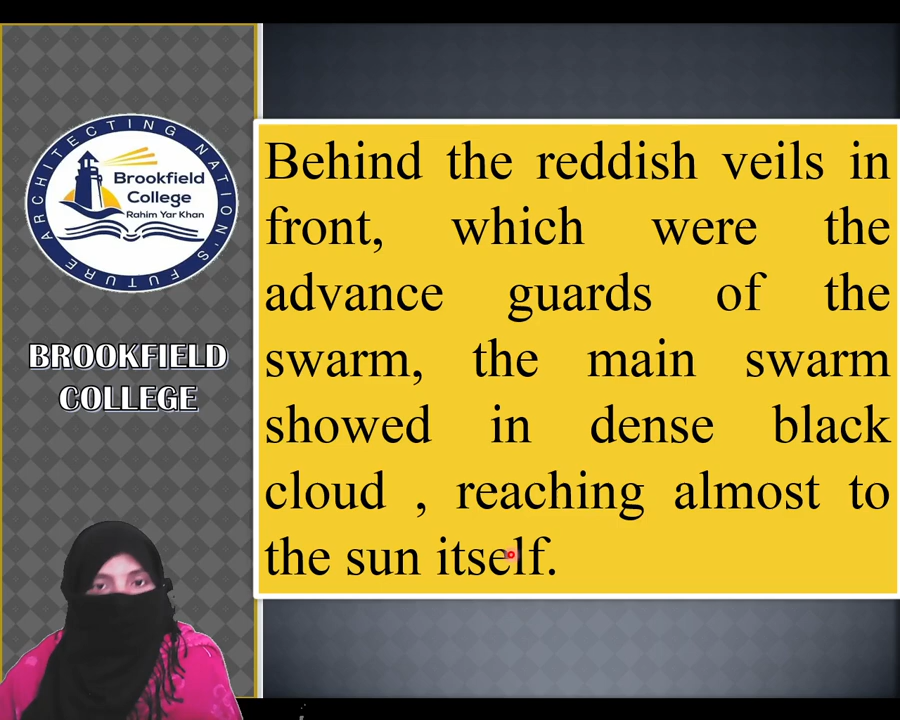 ARCHITECTING NATION'S FUTURE
Brookfield
College
Rahim Yar Khan
BROOKFIELD
COLLEGE
Behind the reddish veils in
front, which were the
advance guards of the
swarm, the main swarm
showed in dense black
cloud , reaching almost to
the sun itself.